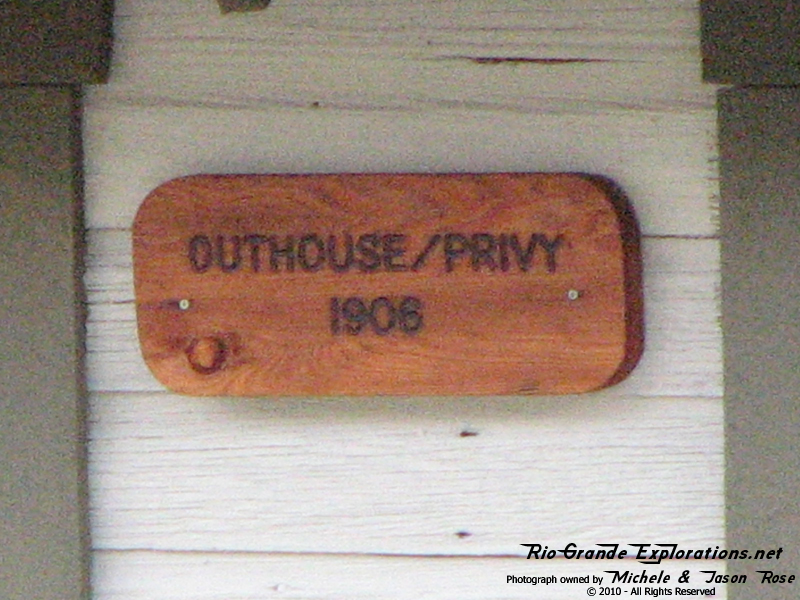 OUTHOUSE/PRIVY
1906
Rio Grande Explorations.net
Photograph owned by Michele & Jason Rose
© 2010 - All Rights Reserved